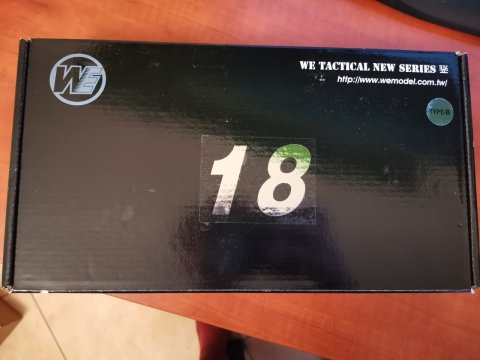 WE
WE TACTICAL NEW SERIES
http://www.wemodel.com.tw/
TYPE-B
18